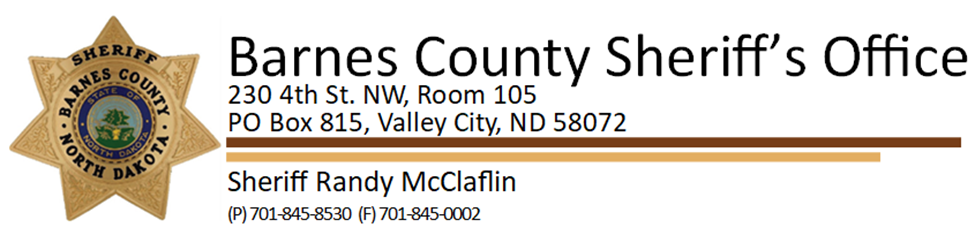 SHERIFF
BARNES COUNTY
STATE OF
NORTH DAKOTA
NORTH DAKOTA
Barnes County Sheriff's Office
230 4th St. NW, Room 105
PO Box 815, Valley City, ND 58072
Sheriff Randy McClaflin
(P) 701-845-8530 (F) 701-845-0002